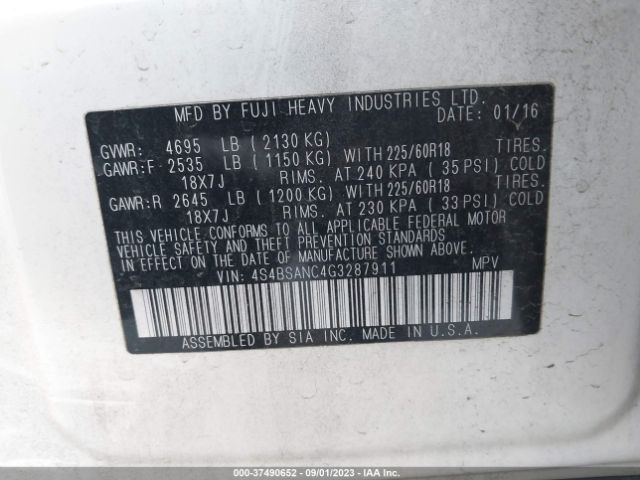 MFD BY FUJI HEAVY INDUSTRIES LTD.
DATE: 01/16
GVWR: 4695 LB (2130 KG)
GAWR:F 2535 LB (1150 KG) WITH 225/60R18 TIRES.
18X7J RIMS. AT 240 KPA (35 PSI) COLD
GAWR:R 2645 LB (1200 KG) WITH 225/60R18 TIRES.
18X7J RIMS. AT 230 KPA (33 PSI) COLD
THIS VEHICLE CONFORMS TO ALL APPLICABLE FEDERAL MOTOR
VEHICLE SAFETY AND THEFT PREVENTION STANDARDS
IN EFFECT ON THE DATE OF MANUFACTURE SHOWN ABOVE.
VIN: 4S4BSANC4G3287911 MPV
ASSEMBLED BY SIA INC. MADE IN U.S.A.
© - 37490652 - 09/01/2023 - IAA Inc.